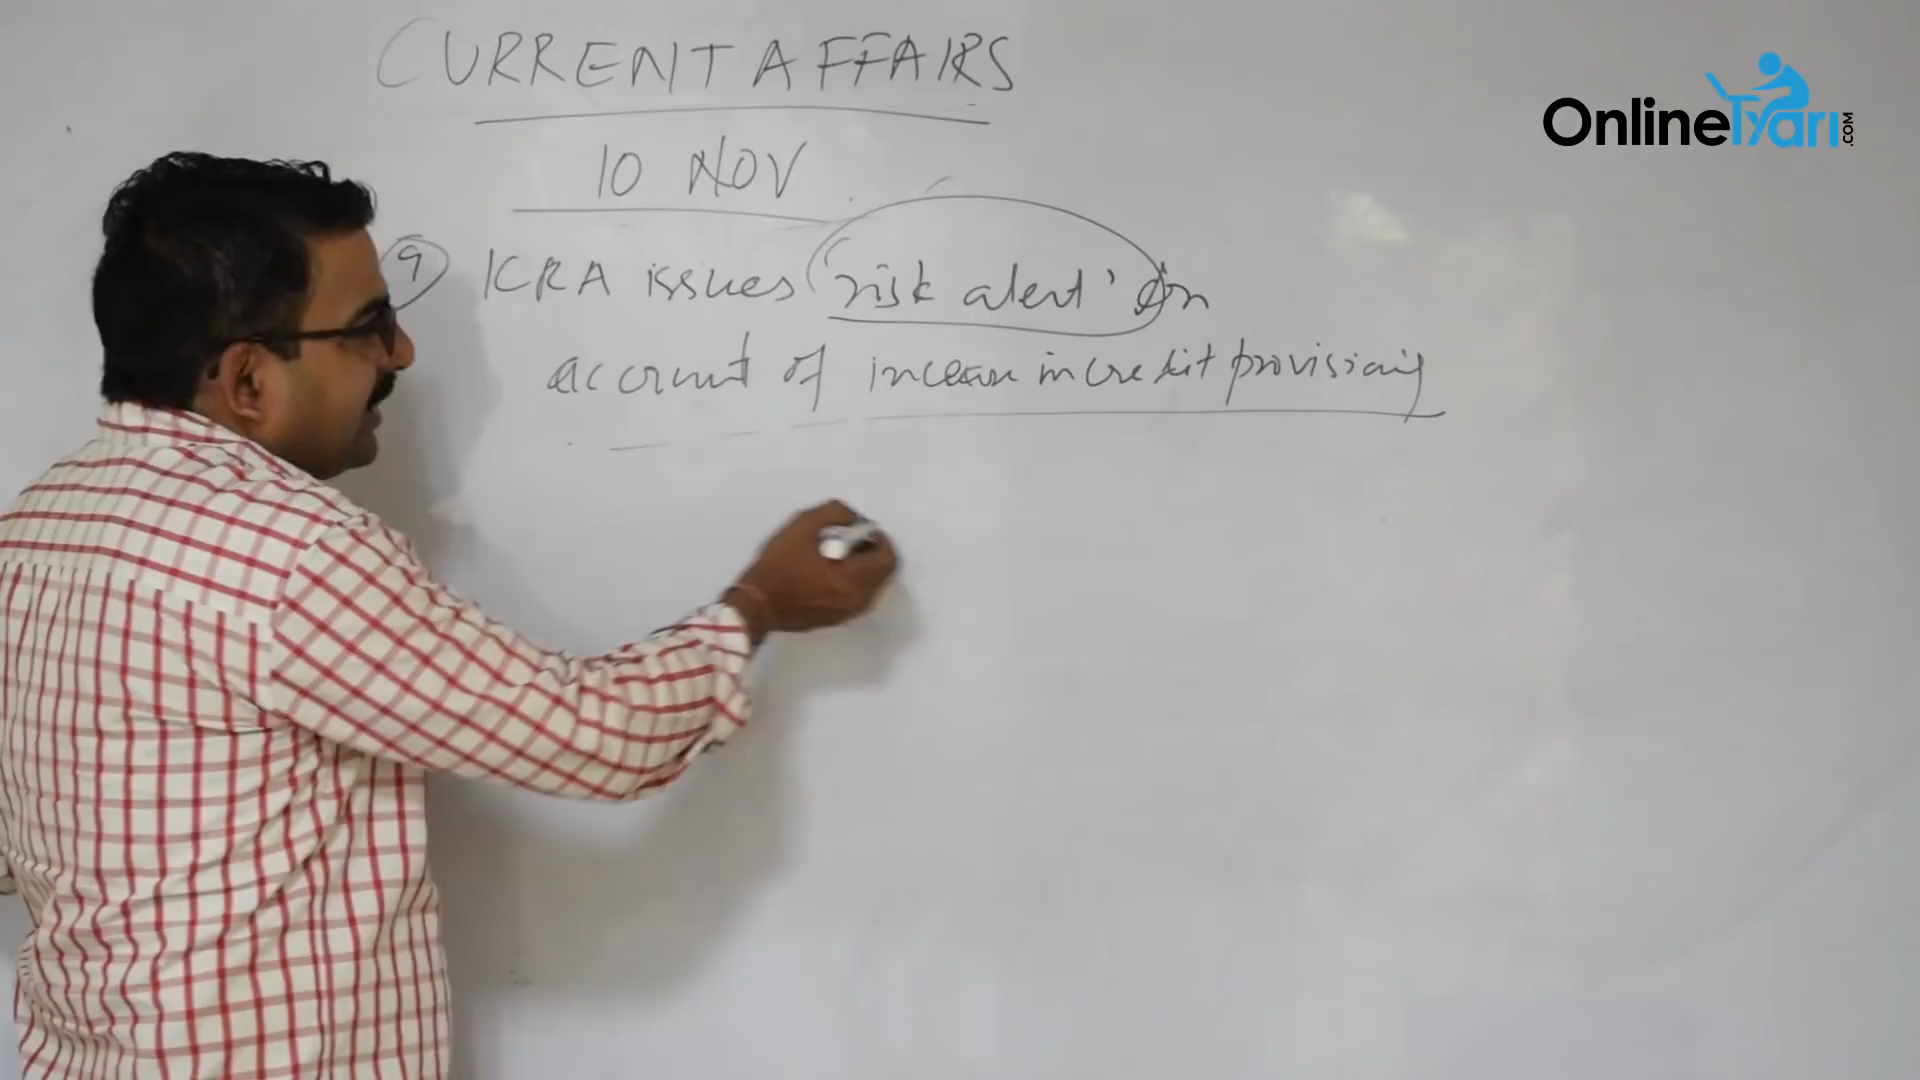 CURRENT AFFAIRS
10 NOV
9 ICRA issues 'risk alert' on
account of increase in credit provisioning
OnlineTyari.com